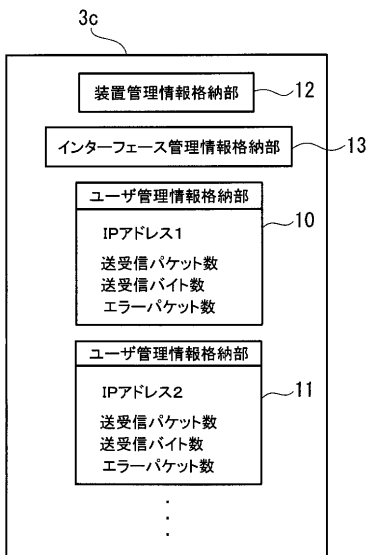 3c
装置管理情報格納部
12
インターフェース管理情報格納部
13
ユーザ管理情報格納部
10
IPアドレス1
送受信パケット数
送受信バイト数
エラーパケット数
ユーザ管理情報格納部
11
IPアドレス2
送受信パケット数
送受信バイト数
エラーパケット数